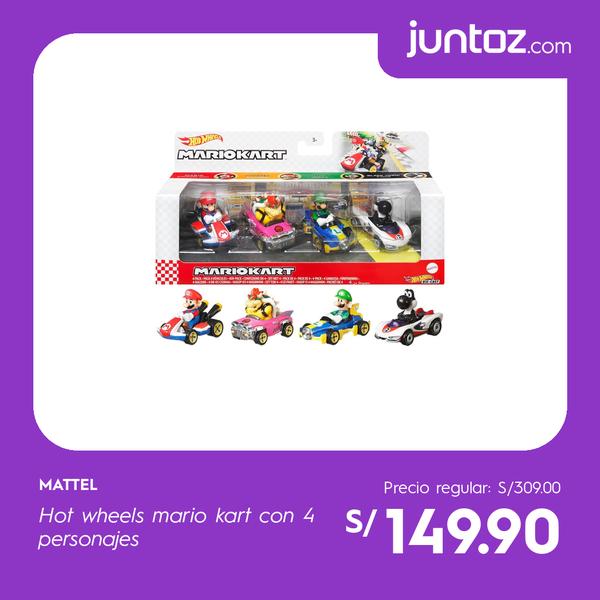 juntoz.com
Hot Wheels
MARIOKART
MARIOKART
MATTEL
Hot wheels mario kart con 4
personajes
Precio regular: S/309.00
S/149.90